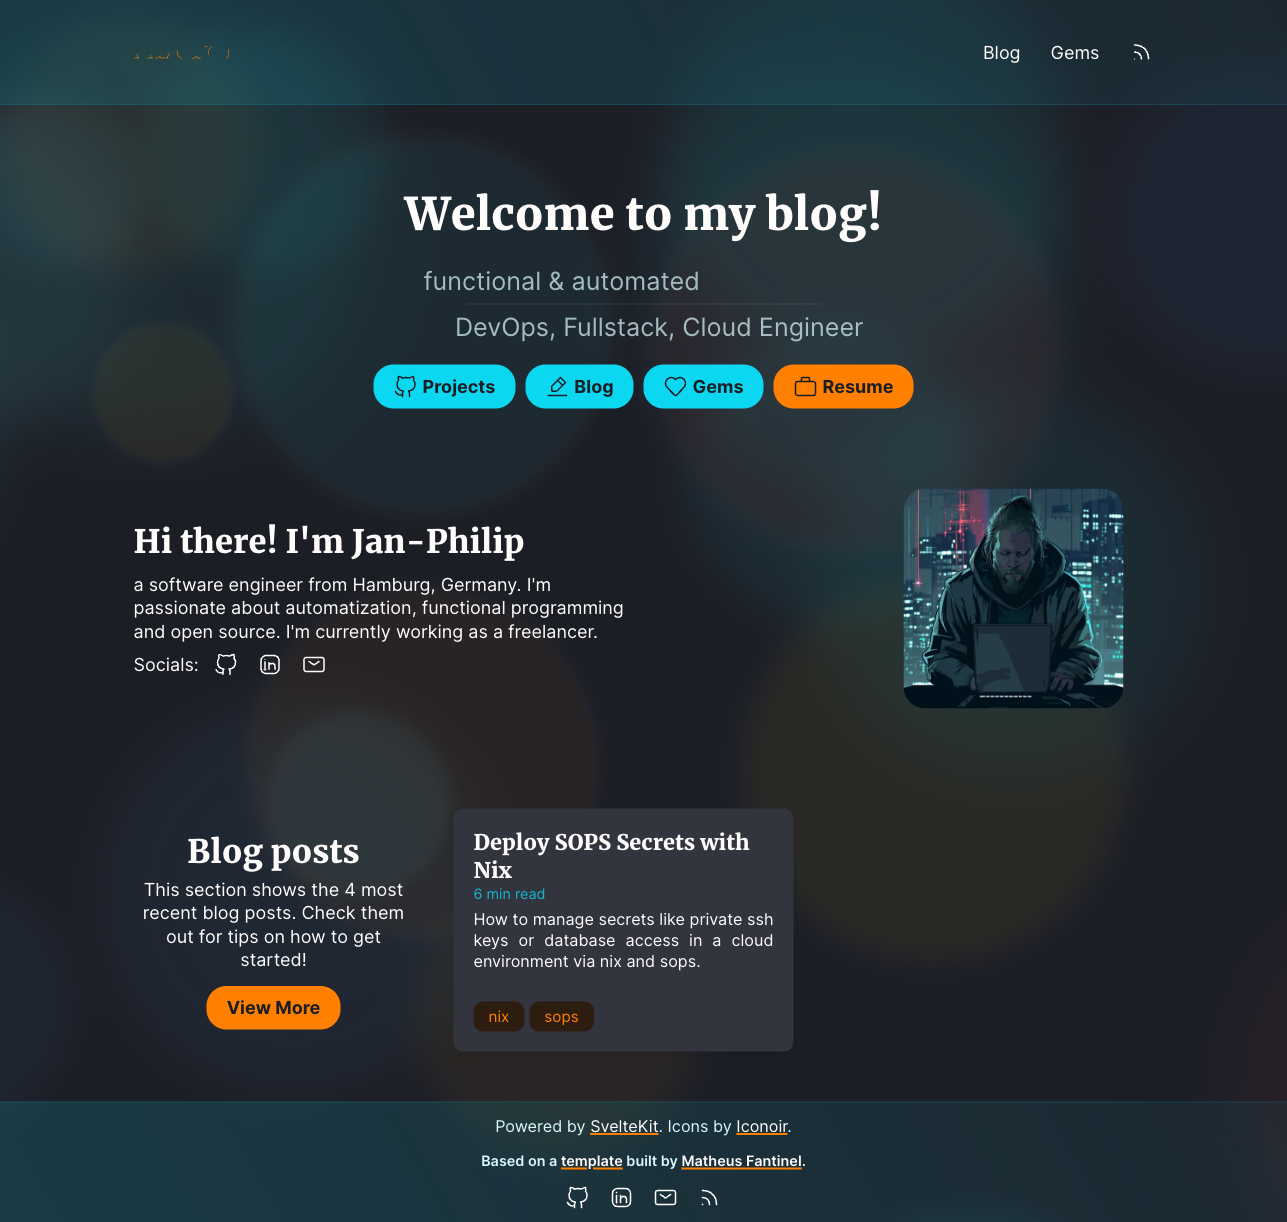 Blog Gems
Welcome to my blog!
functional & automated
DevOps, Fullstack, Cloud Engineer
Projects Blog Gems Resume
Hi there! I'm Jan-Philip
a software engineer from Hamburg, Germany. I'm
passionate about automatization, functional programming
and open source. I'm currently working as a freelancer.
Socials:
Blog posts
This section shows the 4 most
recent blog posts. Check them
out for tips on how to get
started!
View More
Deploy SOPS Secrets with
Nix
6 min read
How to manage secrets like private ssh
keys or database access in a cloud
environment via nix and sops.
nix sops
Powered by SvelteKit. Icons by Iconoir.
Based on a template built by Matheus Fantinel.